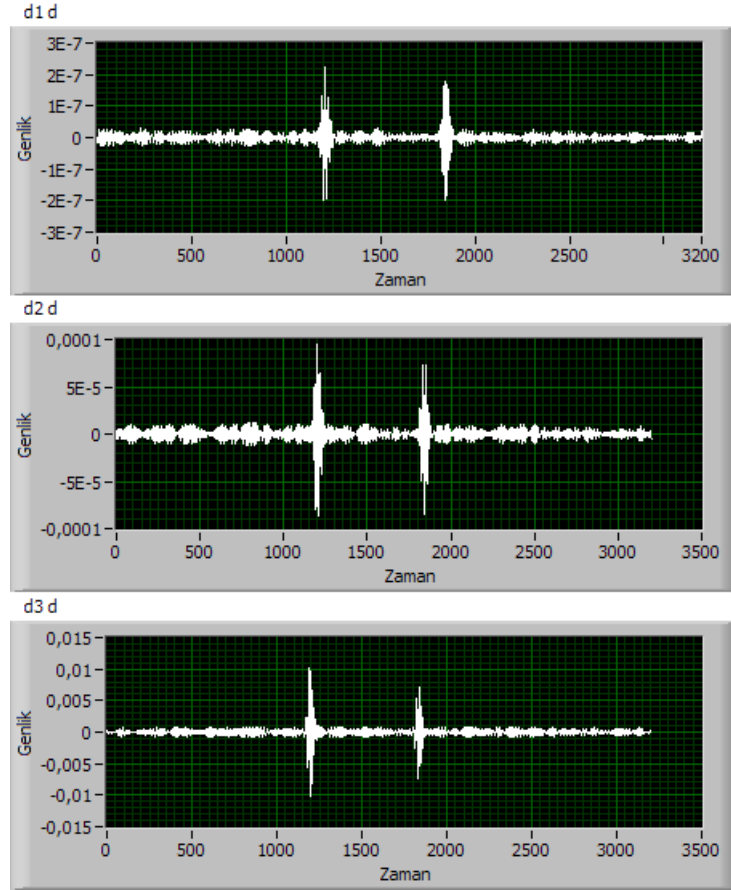 d1 d
Genlik
3E-7
2E-7
1E-7
0
-1E-7
-2E-7
-3E-7
0 500 1000 1500 2000 2500 3200
Zaman
d2 d
Genlik
0,0001
5E-5
0
-5E-5
-0,0001
0 500 1000 1500 2000 2500 3000 3500
Zaman
d3 d
Genlik
0,015
0,01
0,005
0
-0,005
-0,01
-0,015
0 500 1000 1500 2000 2500 3000 3500
Zaman